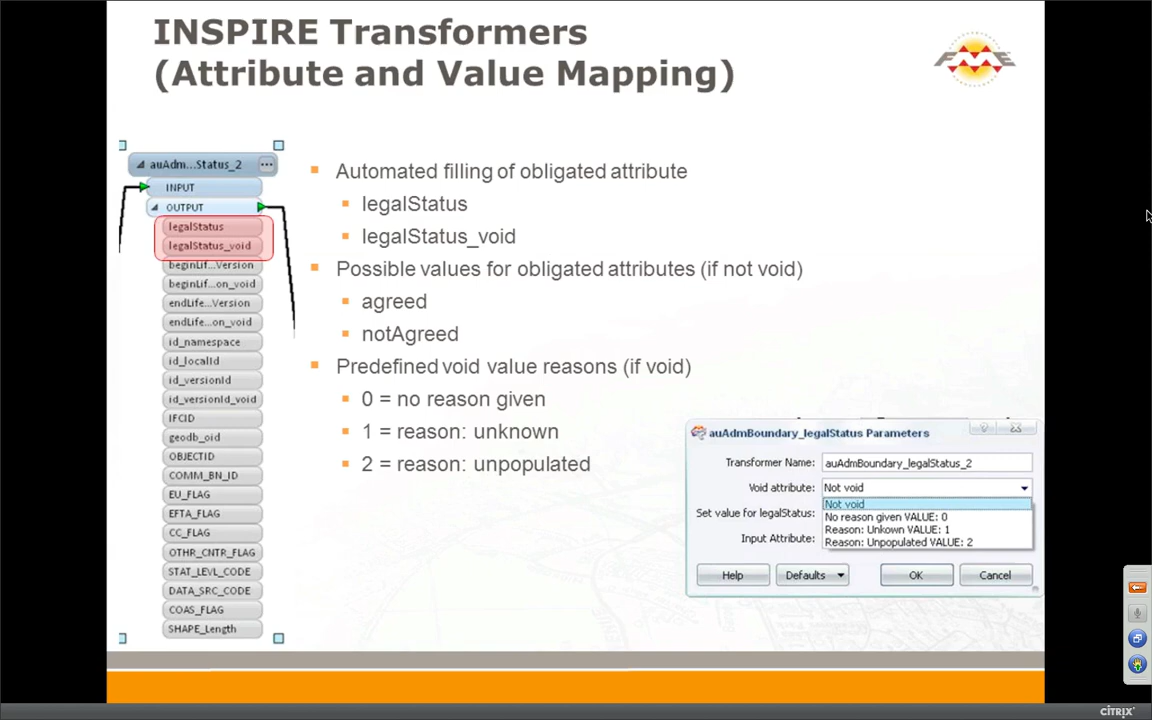 INSPIRE Transformers
(Attribute and Value Mapping)
FME
auAdm...Status_2
INPUT
OUTPUT
legalStatus
legalStatus_void
beginLif...Version
beginLif...on_void
endLife...Version
endLife...on_void
id_namespace
id_localId
id_versionId
id_versionId_void
IFCID
geodb_oid
OBJECTID
COMM_BN_ID
EU_FLAG
EFTA_FLAG
CC_FLAG
OTHR_CNTR_FLAG
STAT_LEVL_CODE
DATA_SRC_CODE
COAS_FLAG
SHAPE_Length
Automated filling of obligated attribute
legalStatus
legalStatus_void
Possible values for obligated attributes (if not void)
agreed
notAgreed
Predefined void value reasons (if void)
0 = no reason given
1 = reason: unknown
2 = reason: unpopulated
auAdmBoundary_legalStatus Parameters
Transformer Name: auAdmBoundary_legalStatus_2
Void attribute: Not void
Not void
Set value for legalStatus: No reason given VALUE: 0
Reason: Unkown VALUE: 1
Input Attribute: Reason: Unpopulated VALUE: 2
Help Defaults OK Cancel
CITRIX